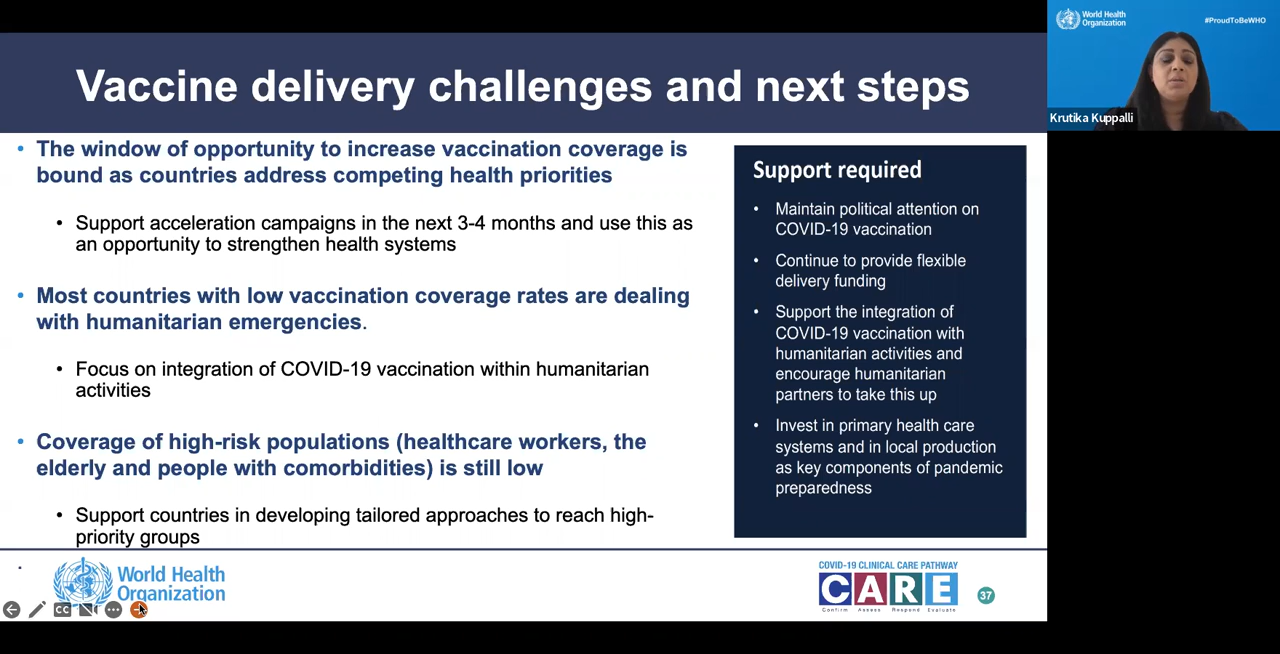 Vaccine delivery challenges and next steps
• The window of opportunity to increase vaccination coverage is
bound as countries address competing health priorities
• Support acceleration campaigns in the next 3-4 months and use this as
an opportunity to strengthen health systems
• Most countries with low vaccination coverage rates are dealing
with humanitarian emergencies.
• Focus on integration of COVID-19 vaccination within humanitarian
activities
• Coverage of high-risk populations (healthcare workers, the
elderly and people with comorbidities) is still low
• Support countries in developing tailored approaches to reach high-
priority groups
Support required
• Maintain political attention on
COVID-19 vaccination
• Continue to provide flexible
delivery funding
• Support the integration of
COVID-19 vaccination with
humanitarian activities and
encourage humanitarian
partners to take this up
• Invest in primary health care
systems and in local production
as key components of pandemic
preparedness
World Health
Organization
CC
COVID-19 CLINICAL CARE PATHWAY
CARE
Confirm Assess Respond Evaluate
37
World Health
Organization
#ProudToBeWHO
Krutika Kuppalli